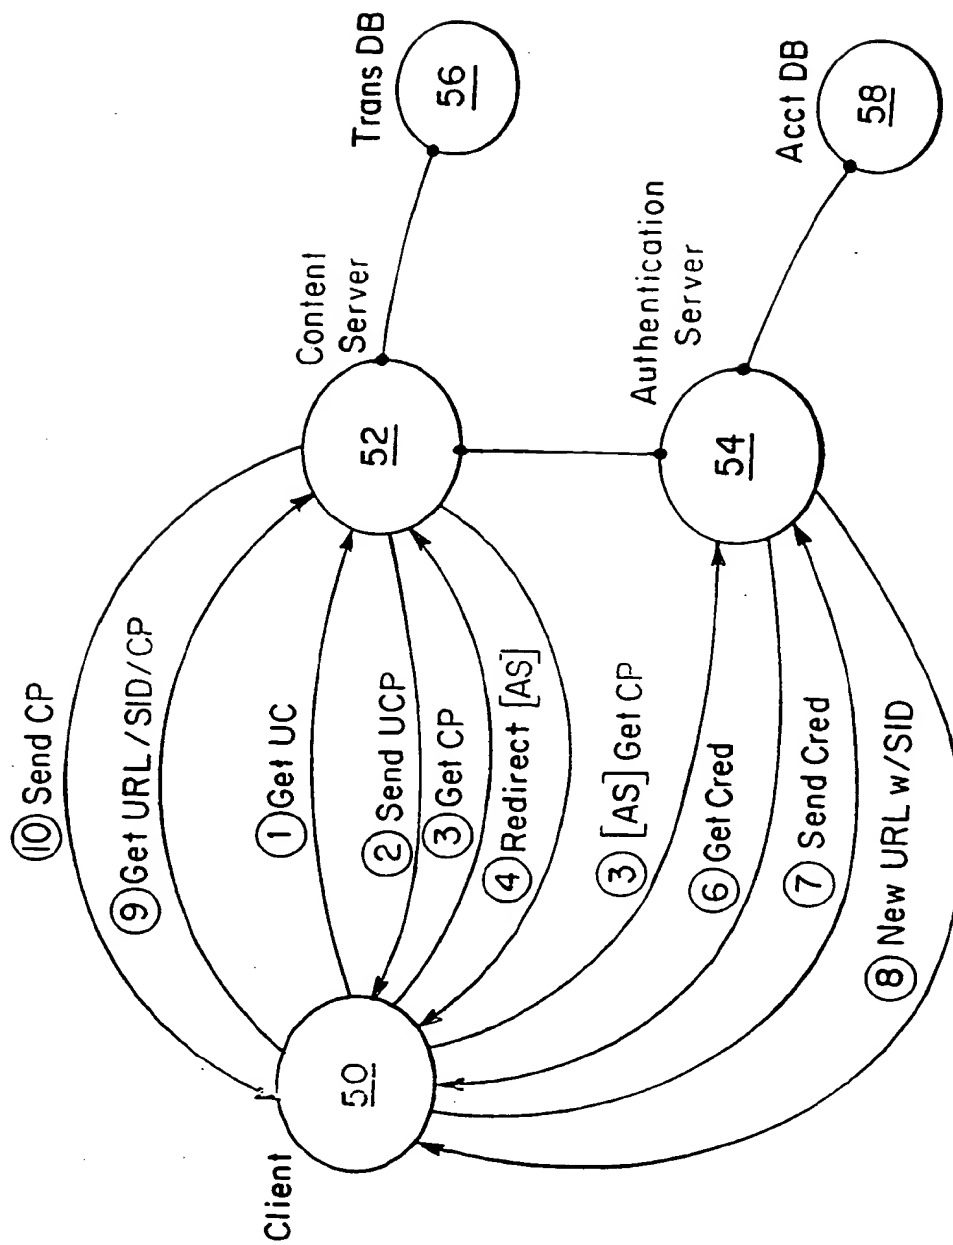 ⑩ Send CP
⑨ Get URL/SID/CP
① Get UC
② Send UCP
③ Get CP
④ Redirect [AS]
③ [AS] Get CP
⑥ Get Cred
⑦ Send Cred
⑧ New URL w/SID
Client
50
Content
Server
52
Trans DB
56
Authentication
Server
54
Acct DB
58